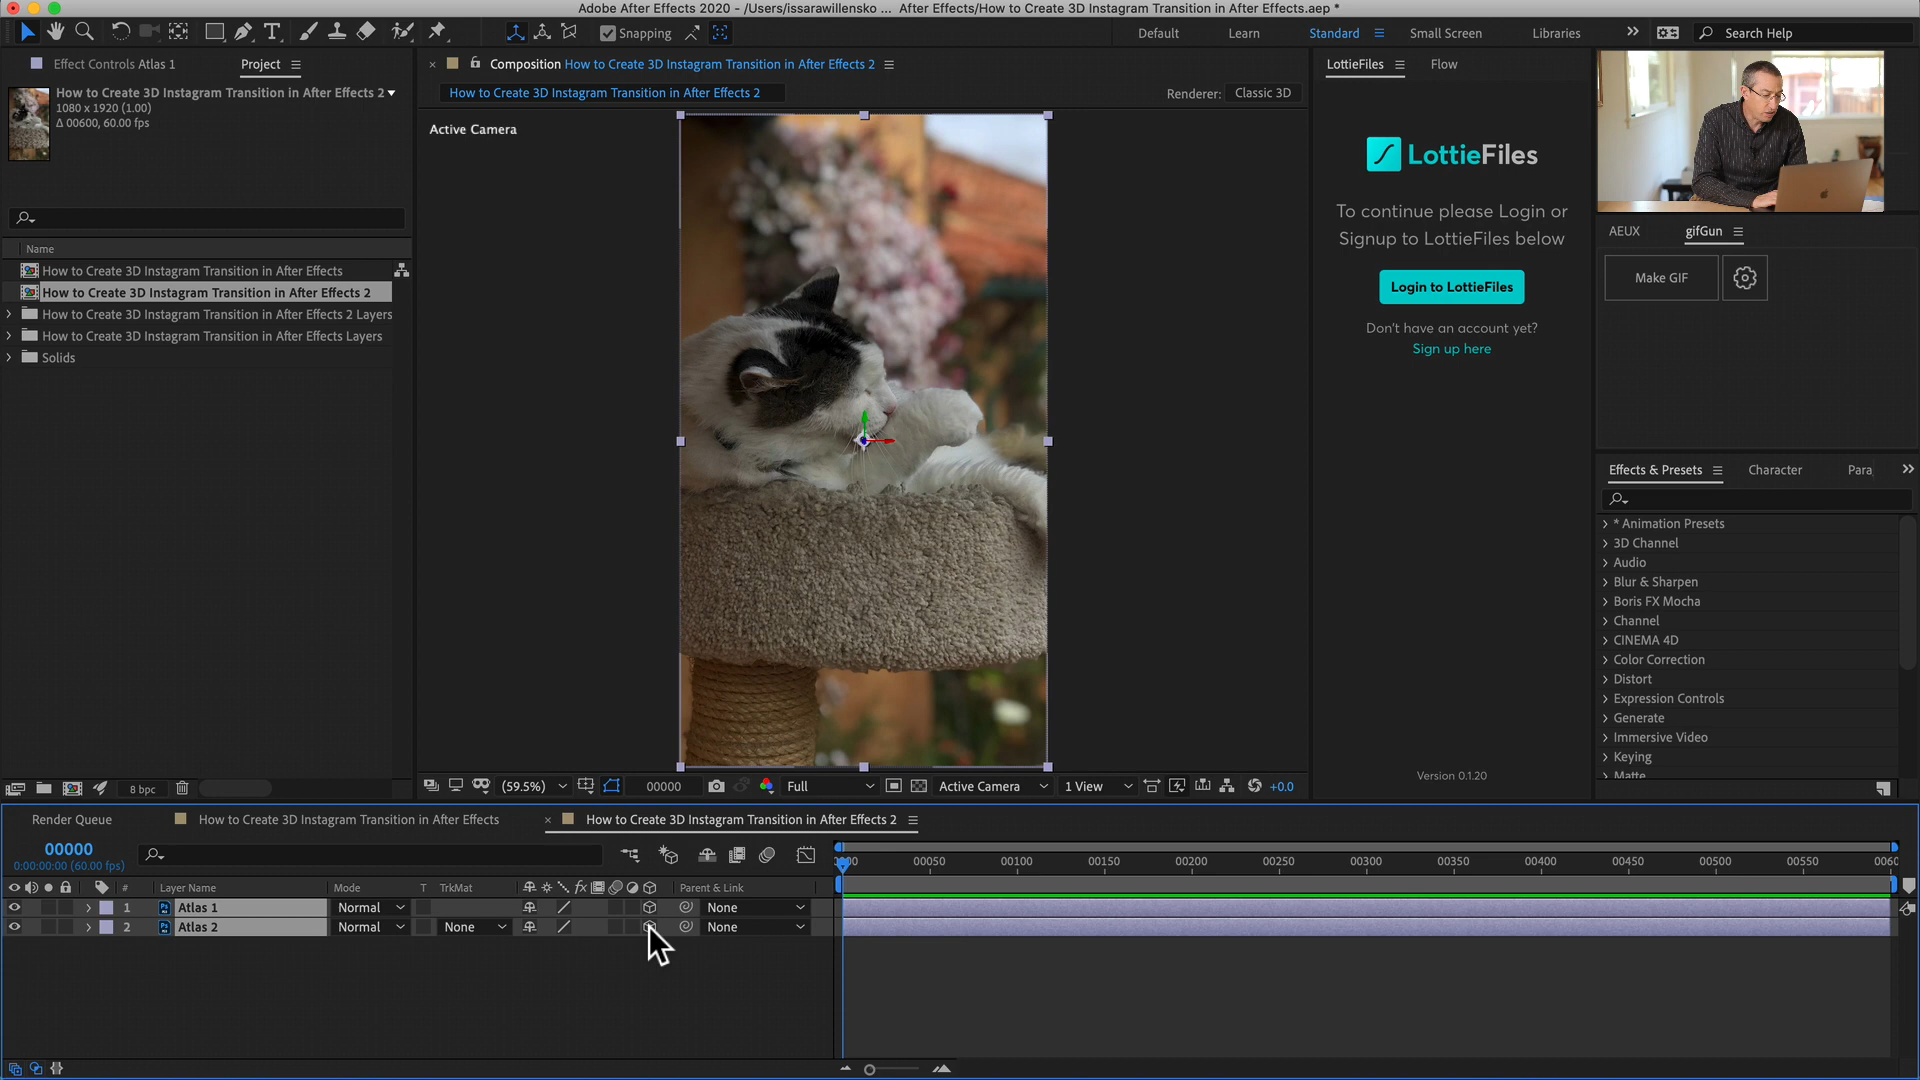 Adobe After Effects 2020 - /Users/issarawillensko ... After Effects/How to Create 3D Instagram Transition in After Effects.aep *
Snapping
Default
Learn
Standard
Small Screen
Libraries
Search Help
Effect Controls Atlas 1
Project
Composition How to Create 3D Instagram Transition in After Effects 2
LottieFiles
Flow
How to Create 3D Instagram Transition in After Effects 2
1080 x 1920 (1.00)
Δ 00600, 60.00 fps
How to Create 3D Instagram Transition in After Effects 2
Renderer:
Classic 3D
Active Camera
LottieFiles
To continue please Login or
Signup to LottieFiles below
Login to LottieFiles
Don't have an account yet?
Sign up here
Version 0.1.20
AEUX
gifGun
Make GIF
Name
How to Create 3D Instagram Transition in After Effects
How to Create 3D Instagram Transition in After Effects 2
How to Create 3D Instagram Transition in After Effects 2 Layers
How to Create 3D Instagram Transition in After Effects Layers
Solids
Effects & Presets
Character
Para
* Animation Presets
3D Channel
Audio
Blur & Sharpen
Boris FX Mocha
Channel
CINEMA 4D
Color Correction
Distort
Expression Controls
Generate
Immersive Video
Keying
Matte
8 bpc
(59.5%)
00000
Full
Active Camera
1 View
+0.0
Render Queue
How to Create 3D Instagram Transition in After Effects
How to Create 3D Instagram Transition in After Effects 2
00000
0:00:00:00 (60.00 fps)
000 00050 00100 00150 00200 00250 00300 00350 00400 00450 00500 00550 0060
# Layer Name Mode T TrkMat fx Parent & Link
1 Ps Atlas 1 Normal None
2 Ps Atlas 2 Normal None None